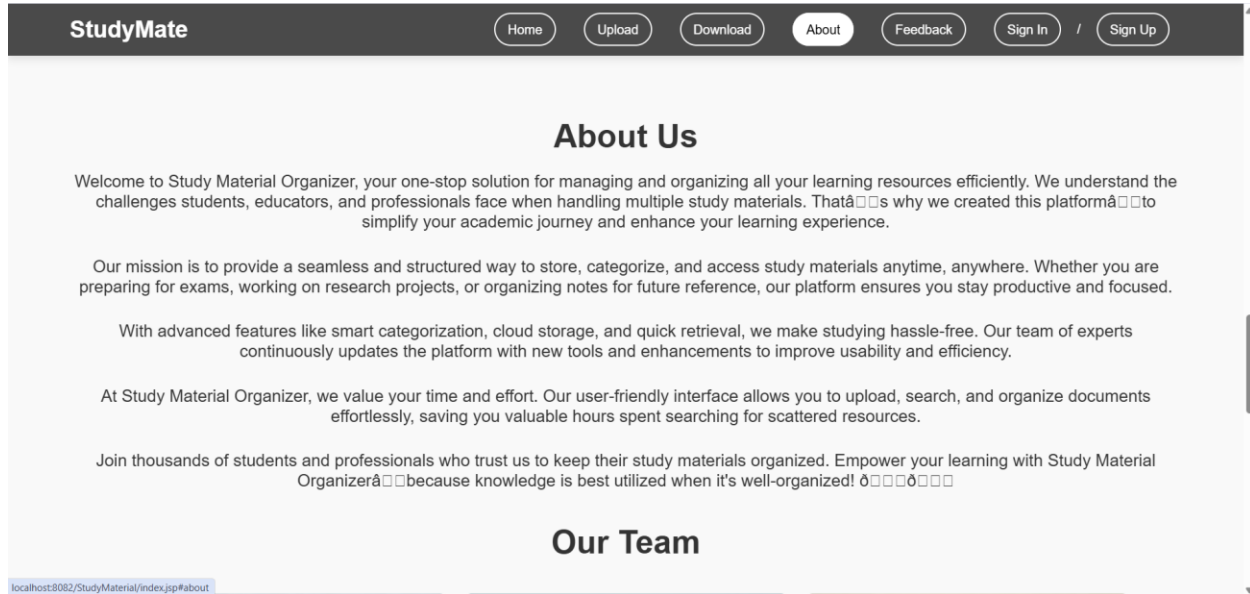 StudyMate
Home
Upload
Download
About
Feedback
Sign In
/
Sign Up
About Us
Welcome to Study Material Organizer, your one-stop solution for managing and organizing all your learning resources efficiently. We understand the
challenges students, educators, and professionals face when handling multiple study materials. Thatâ□□s why we created this platformâ□□to
simplify your academic journey and enhance your learning experience.
Our mission is to provide a seamless and structured way to store, categorize, and access study materials anytime, anywhere. Whether you are
preparing for exams, working on research projects, or organizing notes for future reference, our platform ensures you stay productive and focused.
With advanced features like smart categorization, cloud storage, and quick retrieval, we make studying hassle-free. Our team of experts
continuously updates the platform with new tools and enhancements to improve usability and efficiency.
At Study Material Organizer, we value your time and effort. Our user-friendly interface allows you to upload, search, and organize documents
effortlessly, saving you valuable hours spent searching for scattered resources.
Join thousands of students and professionals who trust us to keep their study materials organized. Empower your learning with Study Material
Organizerâ□□because knowledge is best utilized when it's well-organized! ð□□□ð□□□
Our Team
localhost:8082/StudyMaterial/index.jsp#about